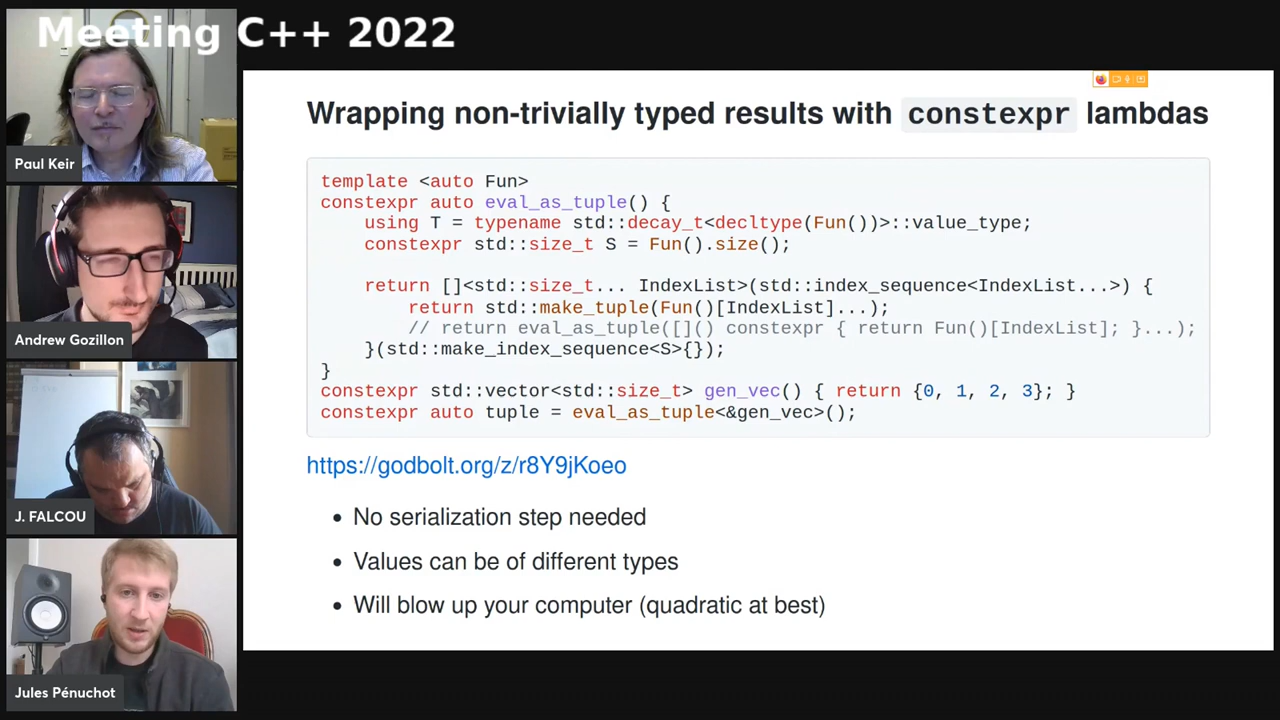 Meeting C++ 2022
Paul Keir
Andrew Gozillon
J. FALCOU
Jules Pénuchot
Wrapping non-trivially typed results with constexpr lambdas
template <auto Fun>
constexpr auto eval_as_tuple() {
    using T = typename std::decay_t<decltype(Fun())>::value_type;
    constexpr std::size_t S = Fun().size();
    return []<std::size_t... IndexList>(std::index_sequence<IndexList...>) {
        return std::make_tuple(Fun()[IndexList]...);
        // return eval_as_tuple([]() constexpr { return Fun()[IndexList]; }...);
    }(std::make_index_sequence<S>{});
}
constexpr std::vector<std::size_t> gen_vec() { return {0, 1, 2, 3}; }
constexpr auto tuple = eval_as_tuple<&gen_vec>();
https://godbolt.org/z/r8Y9jKoeo
• No serialization step needed
• Values can be of different types
• Will blow up your computer (quadratic at best)